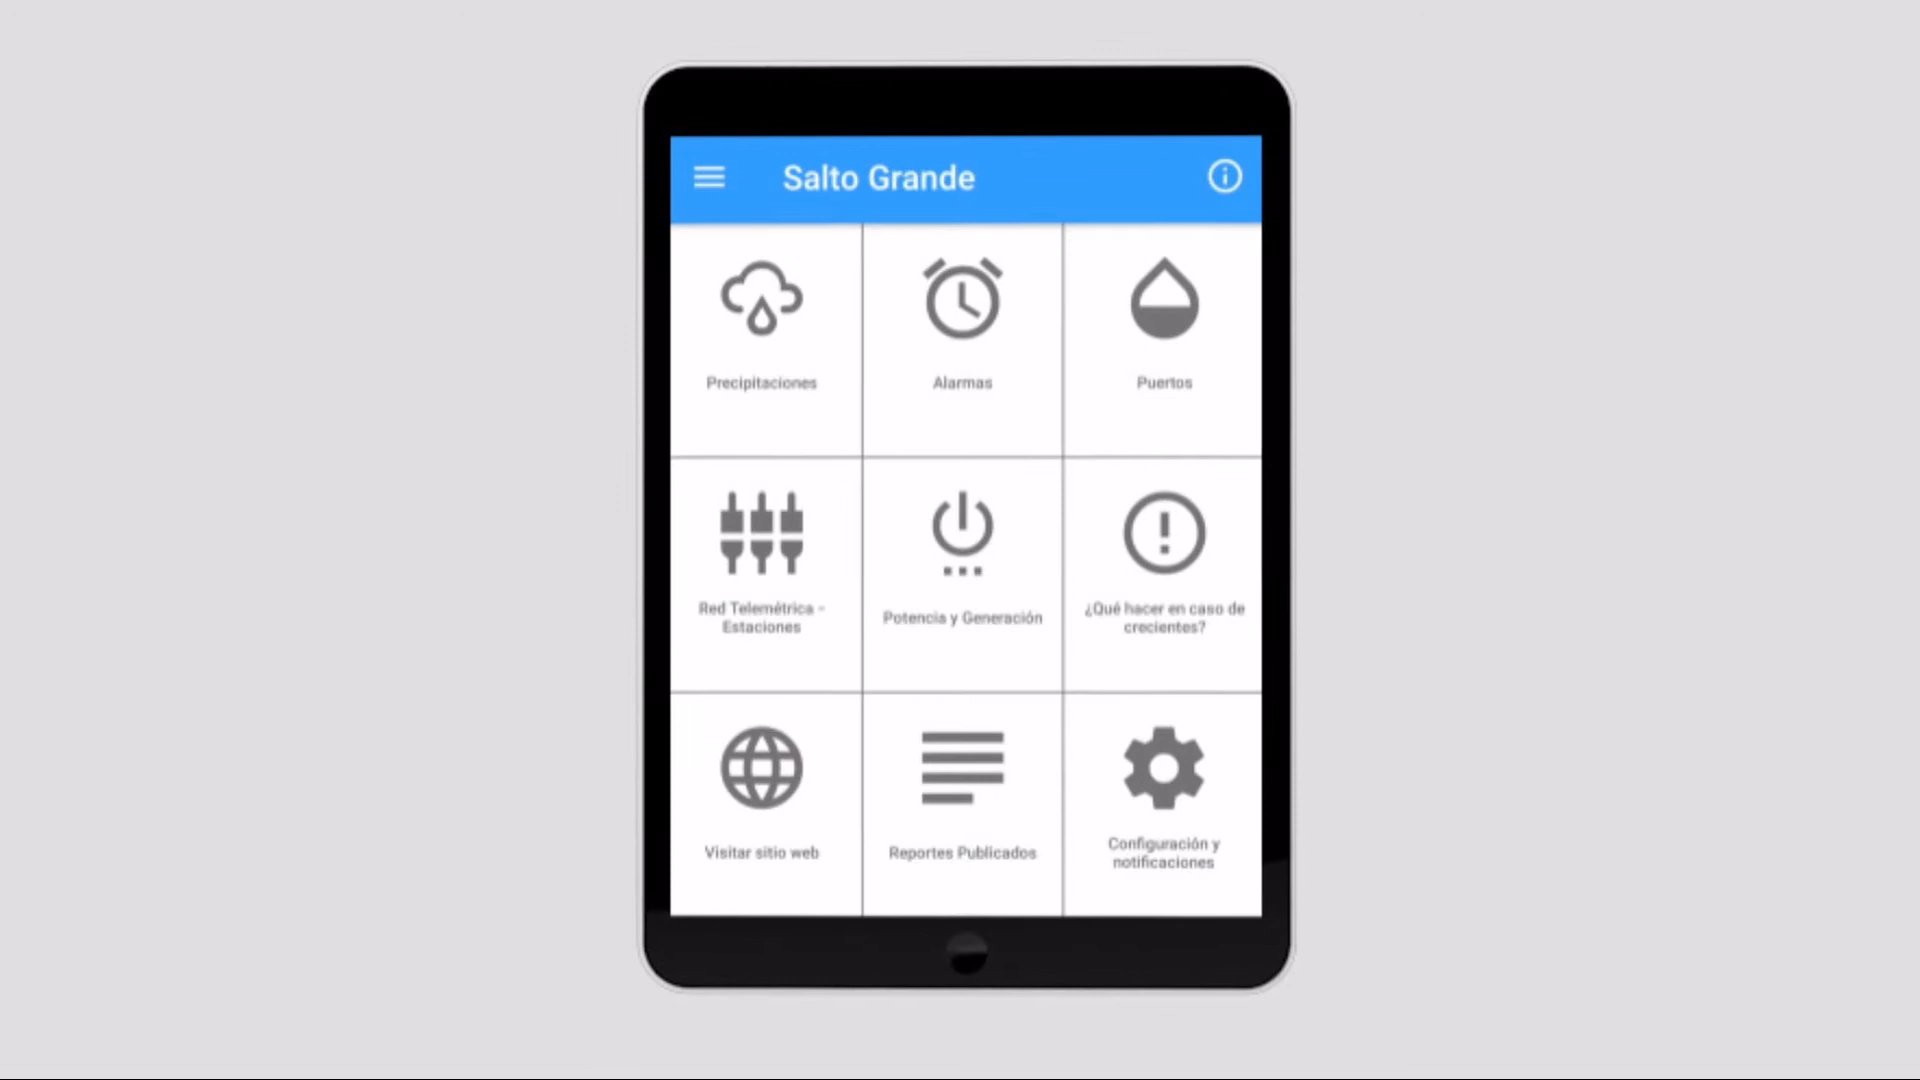 Salto Grande
Precipitaciones
Alarmas
Puertos
Red Telemétrica -
Estaciones
Potencia y Generación
¿Qué hacer en caso de
crecientes?
Visitar sitio web
Reportes Publicados
Configuración y
notificaciones